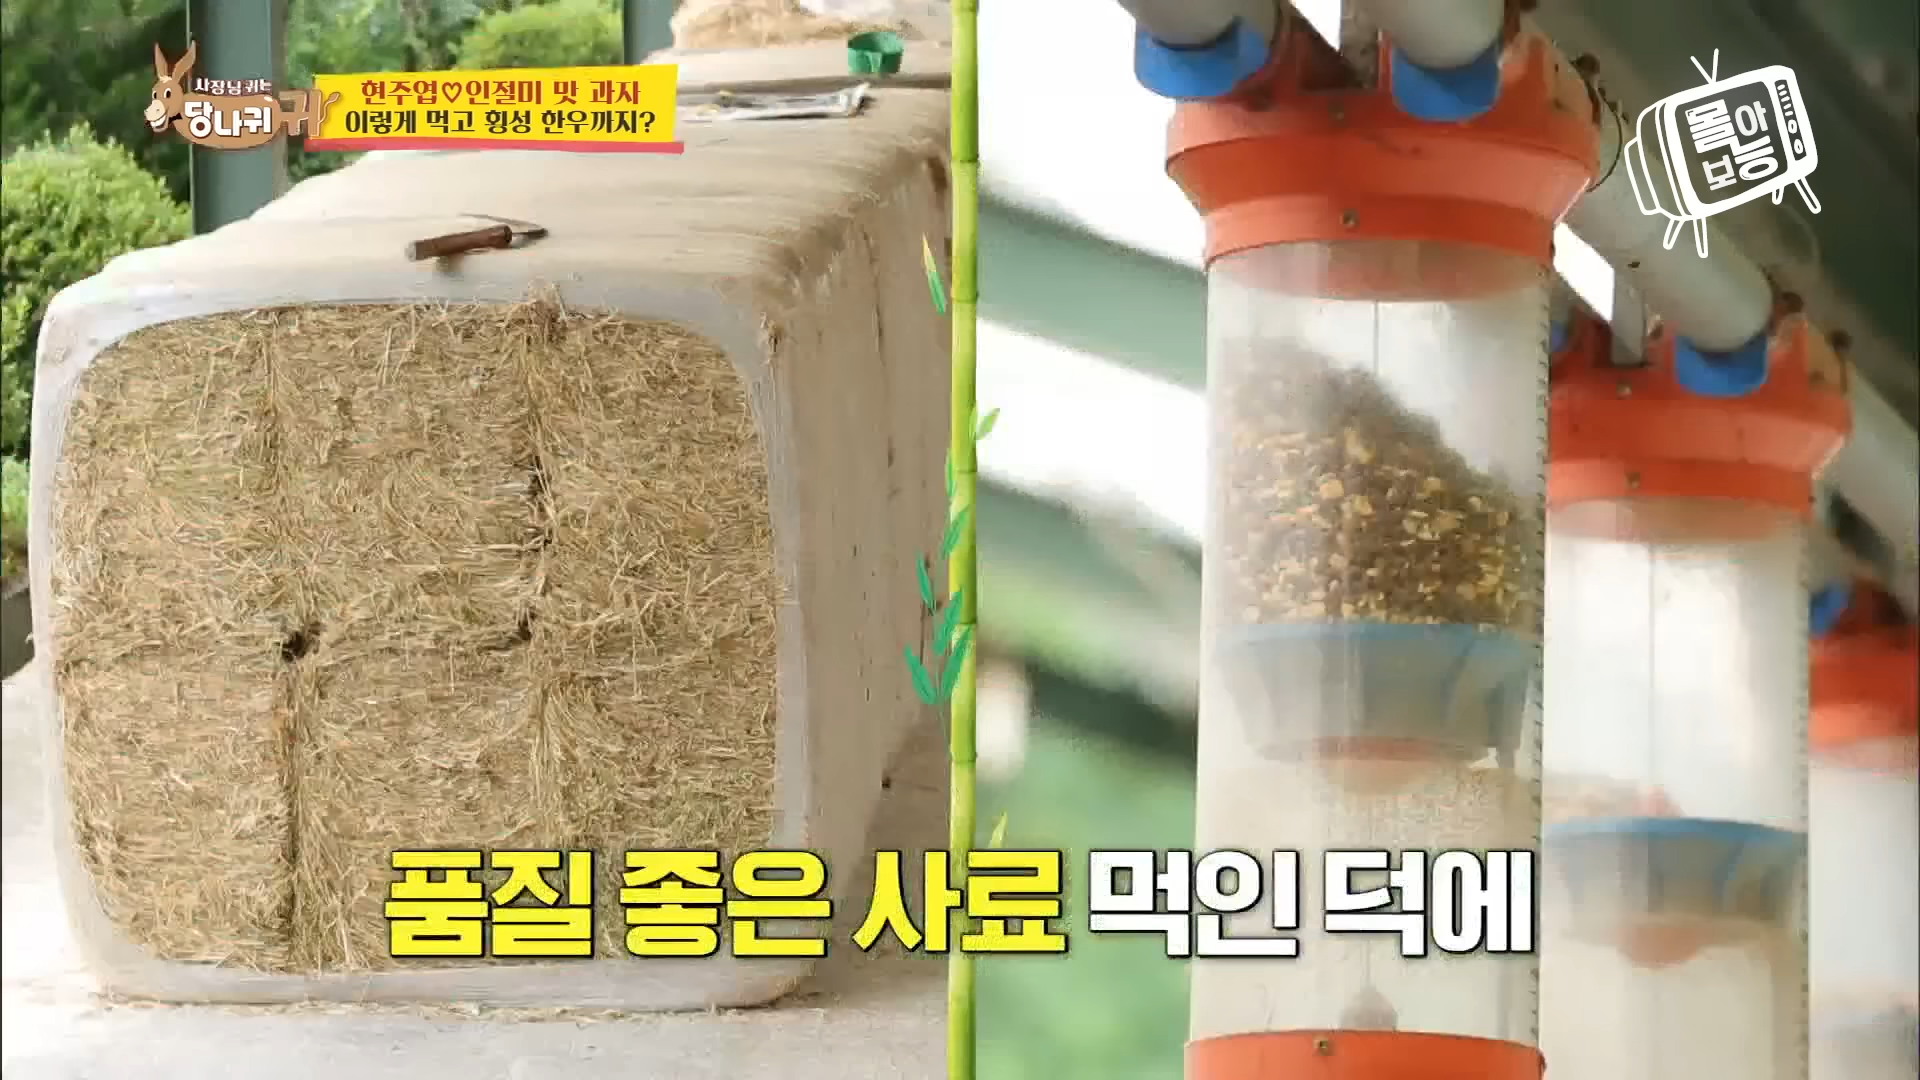 사장님 귀는
당나귀 귀
현주엽♡인절미 맛 과자
이렇게 먹고 횡성 한우까지?
몰아
보능
품질 좋은 사료 먹인 덕에